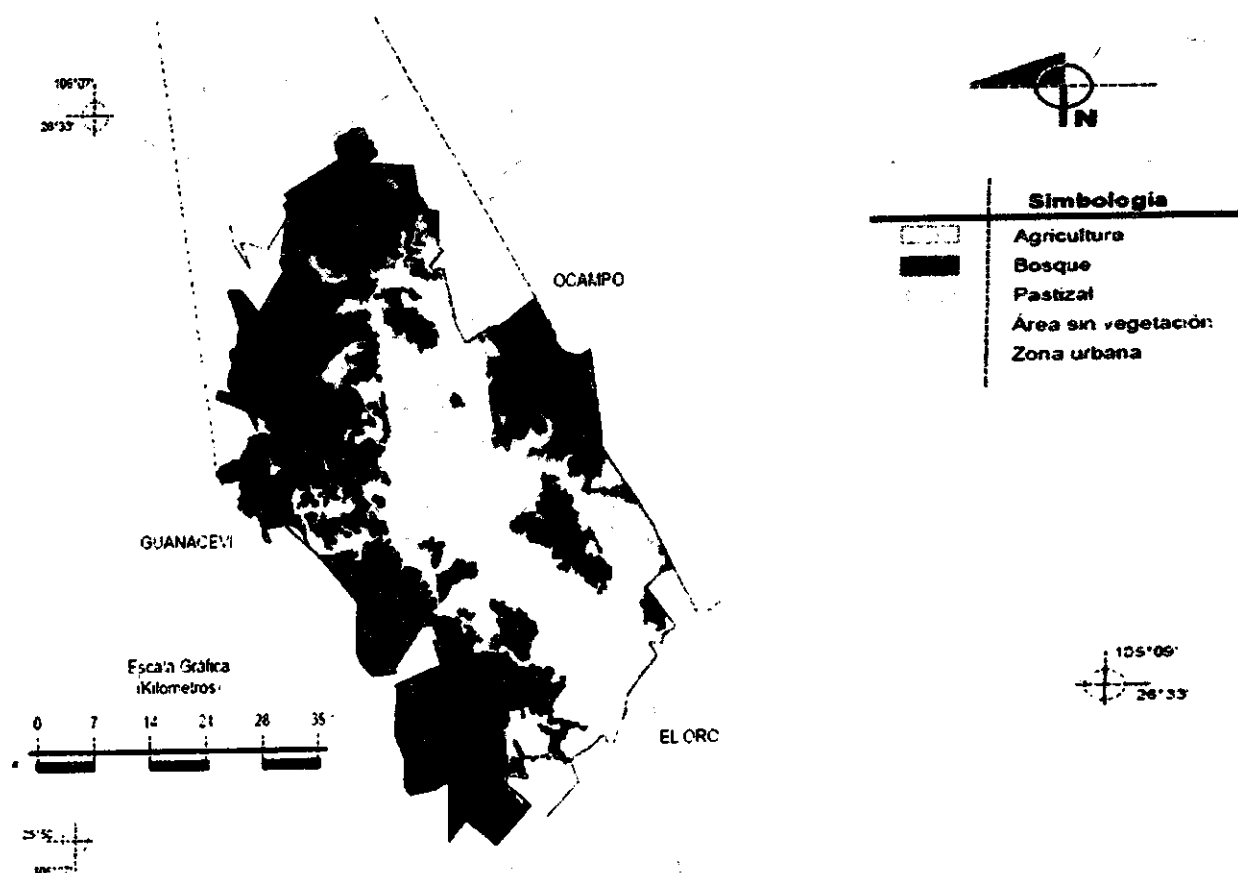 106°07'
26°33'
N
Simbología
Agricultura
Bosque
Pastizal
Área sin vegetación
Zona urbana
OCAMPO
GUANACEVI
Escala Gráfica
(Kilometros)
0 7 14 21 28 35
EL ORO
105°09'
26°33'